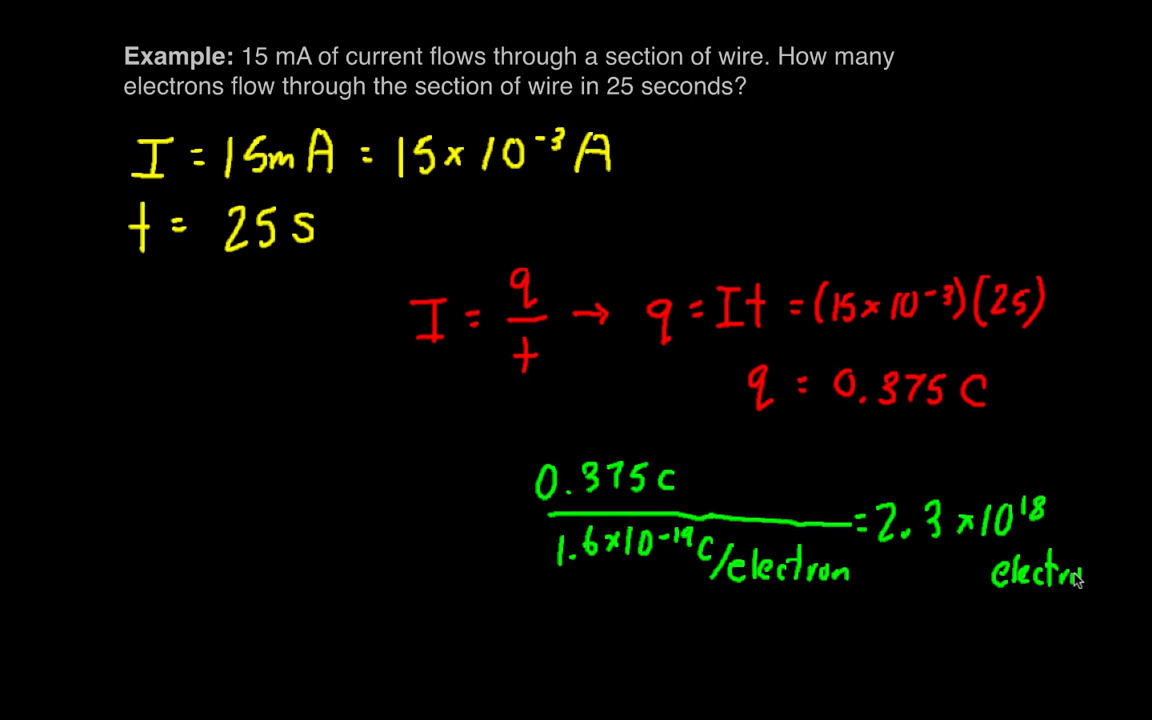 Example: 15 mA of current flows through a section of wire. How many
electrons flow through the section of wire in 25 seconds?
I = 15mA = 15 × 10⁻³ A
t = 25 s
I = q/t → q = It = (15 × 10⁻³)(25)
q = 0.375 C
0.375 C
= 2.3 × 10¹⁸
1.6 × 10⁻¹⁹ C/electron
electro